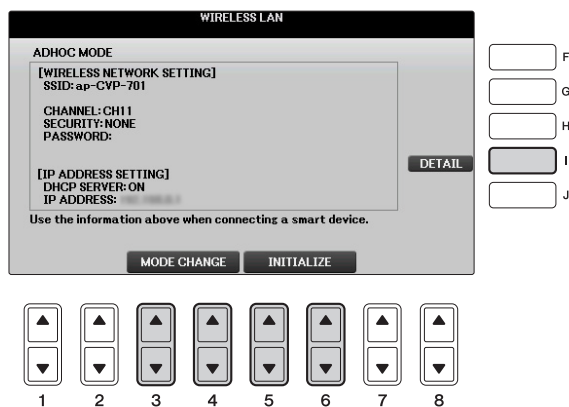 WIRELESS LAN
ADHOC MODE
[WIRELESS NETWORK SETTING]
SSID: ap-CVP-701
CHANNEL: CH11
SECURITY: NONE
PASSWORD:
[IP ADDRESS SETTING]
DHCP SERVER: ON
IP ADDRESS:
DETAIL
Use the information above when connecting a smart device.
MODE CHANGE INITIALIZE
F
G
H
I
J
1 2 3 4 5 6 7 8